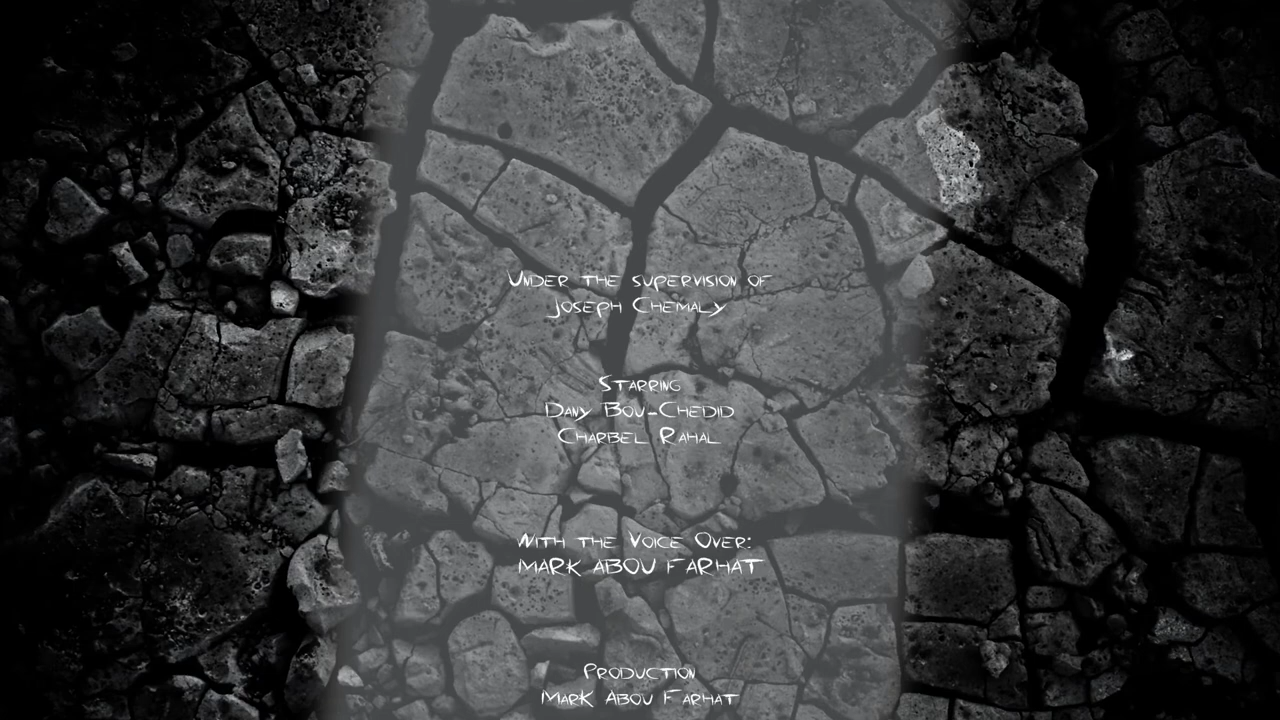 Under the supervision of
Joseph Chemaly
Starring
Dany Bou-Chedid
Charbel Rahal
With the Voice Over:
MARK ABOU FARHAT
Production
Mark Abou Farhat